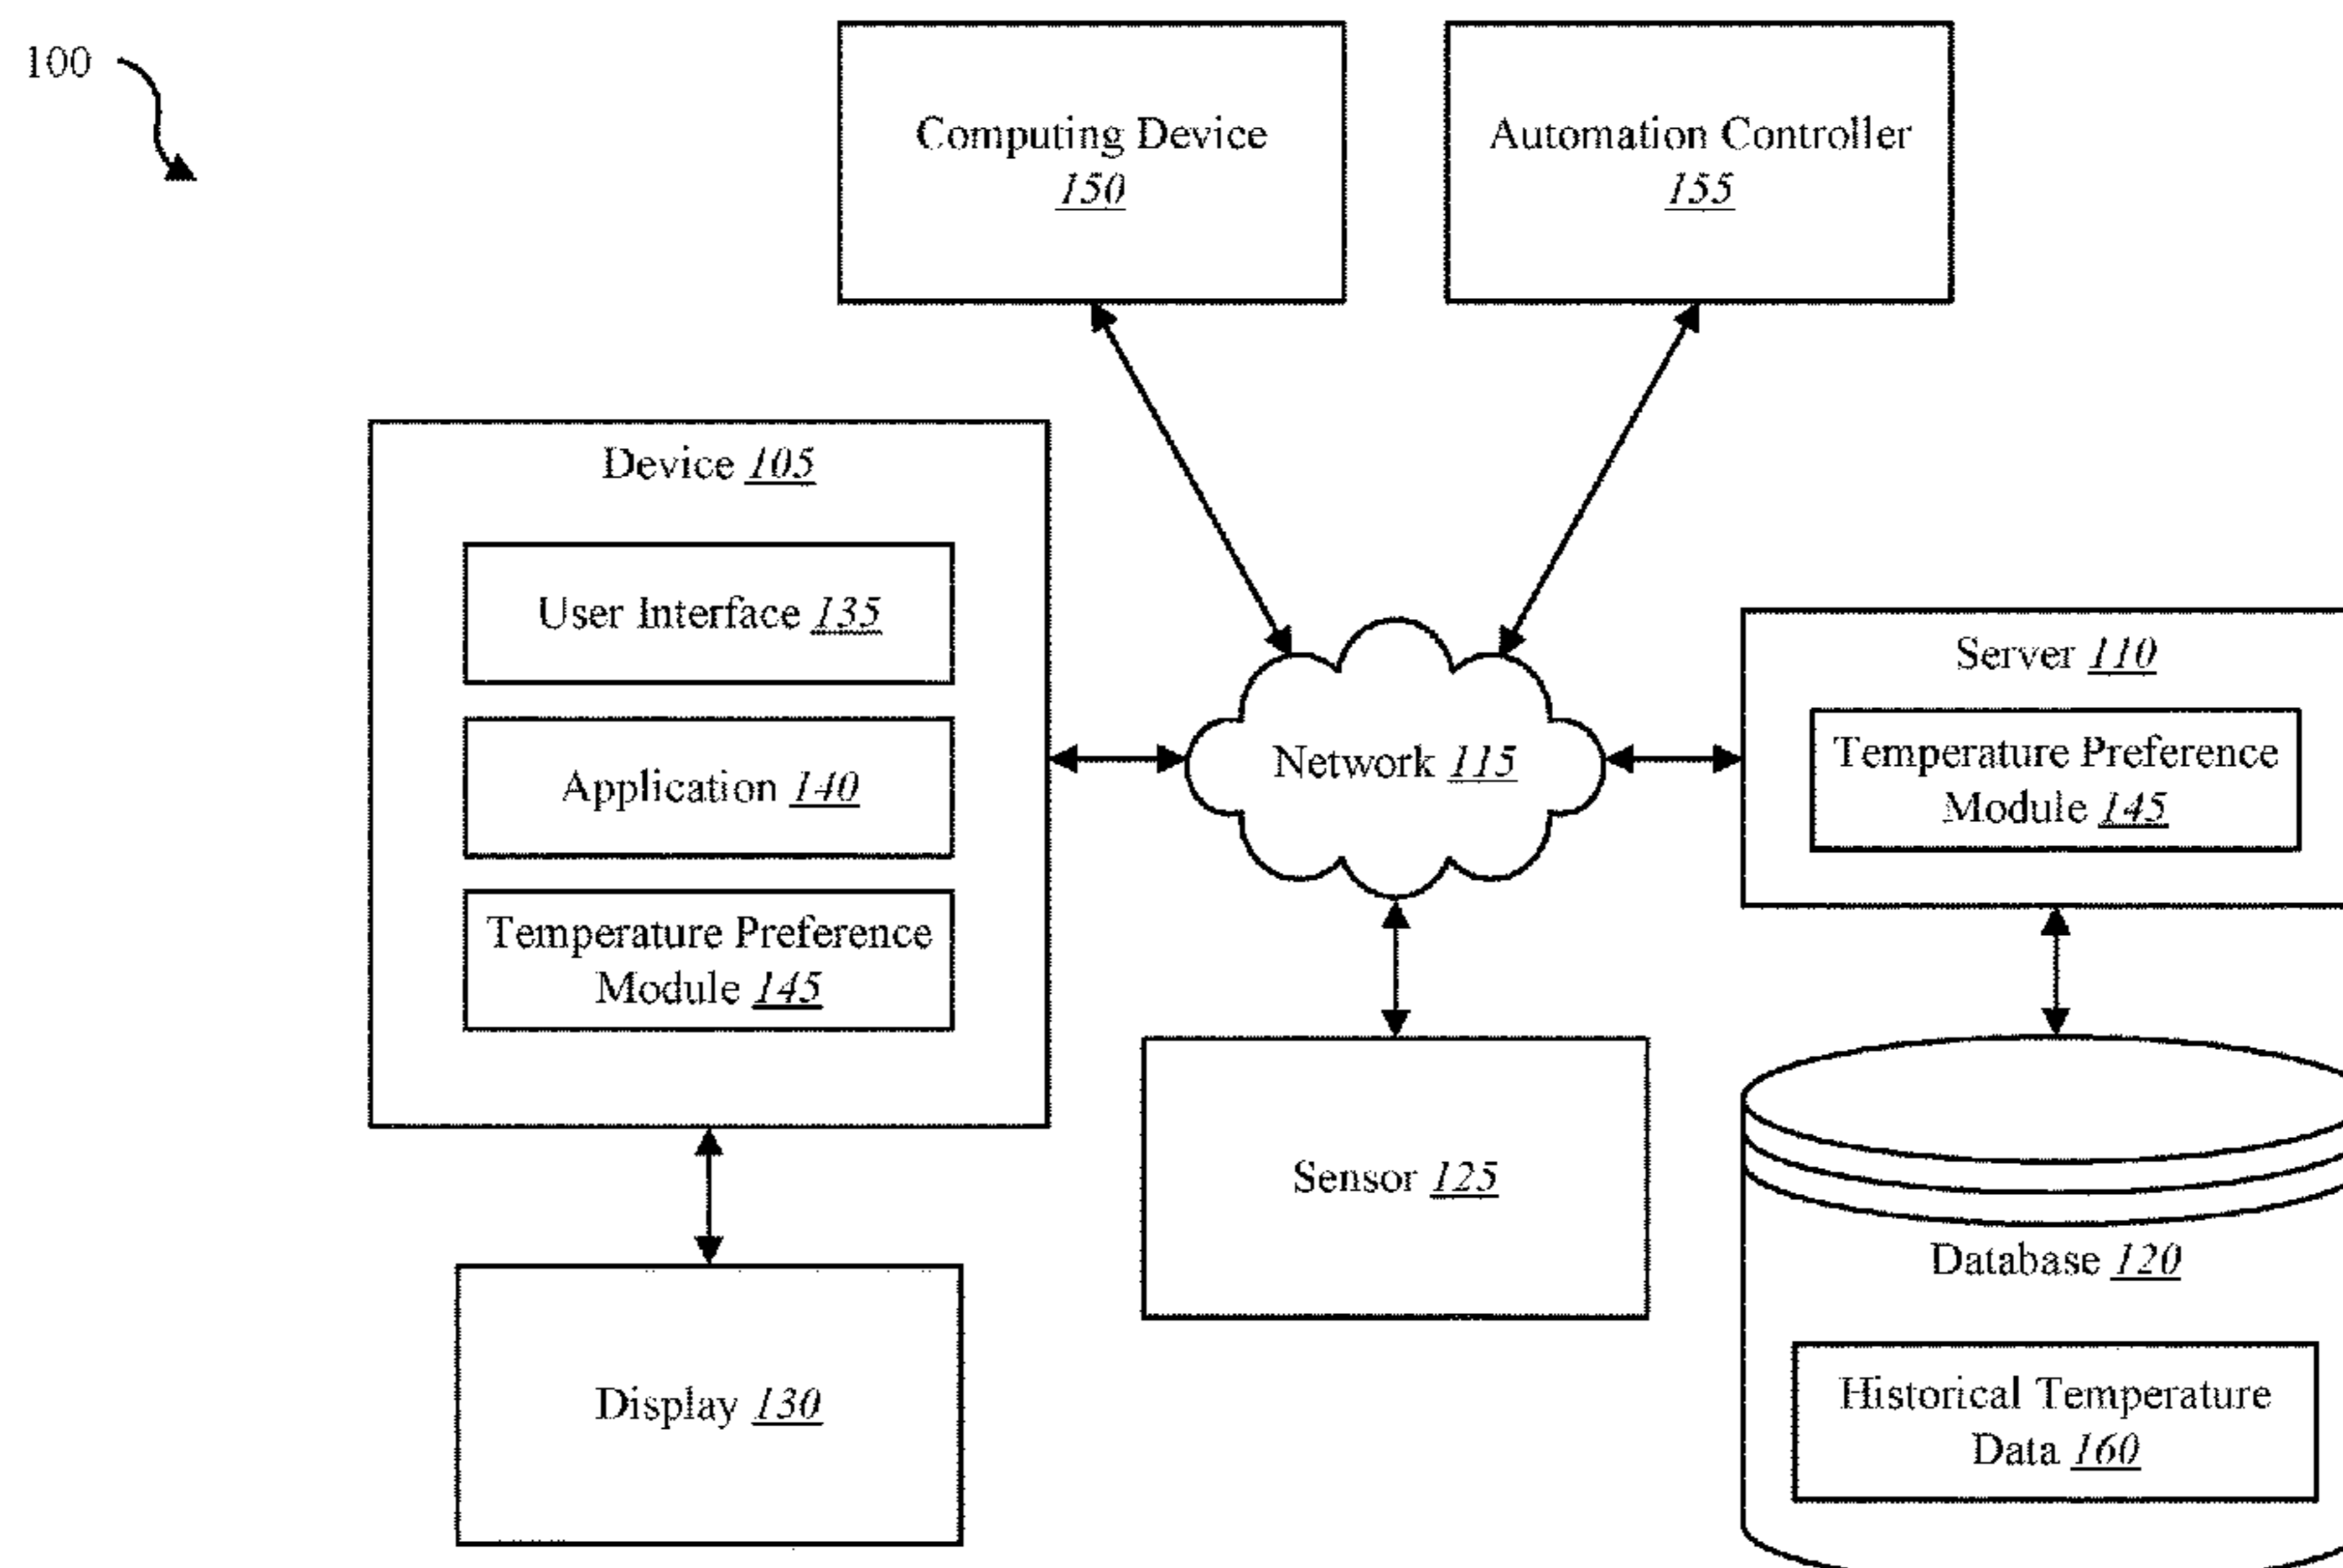 100
Computing Device
150
Automation Controller
155
Device 105
User Interface 135
Application 140
Temperature Preference
Module 145
Network 115
Server 110
Temperature Preference
Module 145
Sensor 125
Display 130
Database 120
Historical Temperature
Data 160